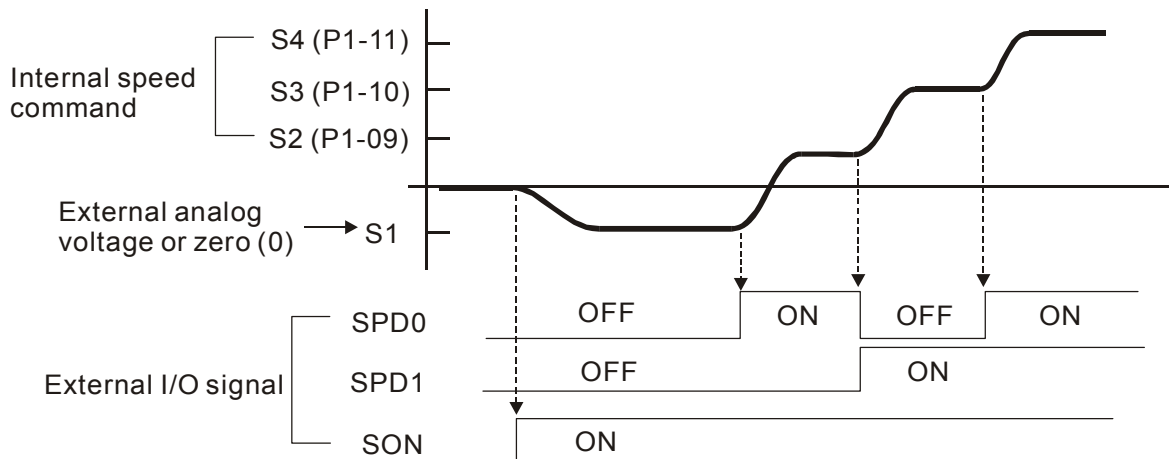 S4 (P1-11)
Internal speed
command
S3 (P1-10)
S2 (P1-09)
External analog
voltage or zero (0)
S1
SPD0
OFF
ON
OFF
ON
External I/O signal
SPD1
OFF
ON
SON
ON